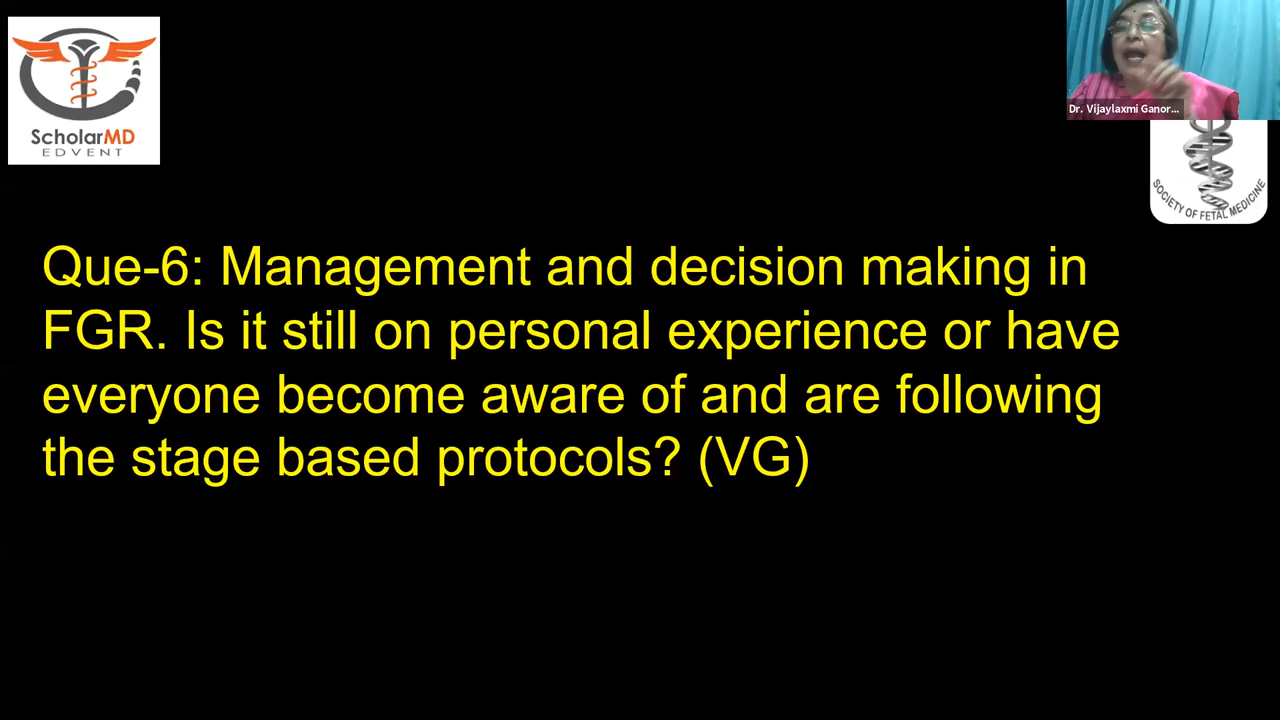 ScholarMD
EDVENT
Dr. Vijaylaxmi Ganor...
SOCIETY OF FETAL MEDICINE
Que-6: Management and decision making in
FGR. Is it still on personal experience or have
everyone become aware of and are following
the stage based protocols? (VG)